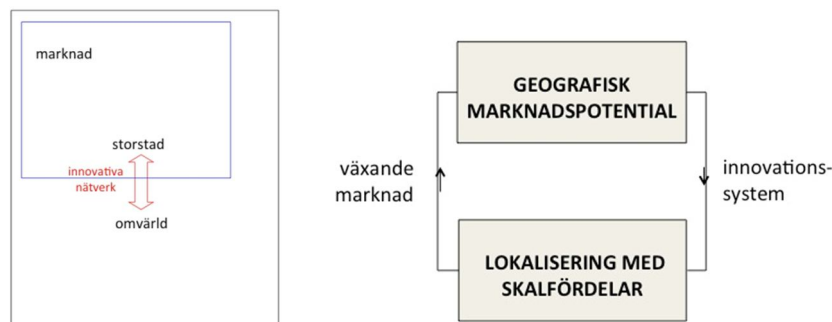 marknad
storstad
innovativa
nätverk
omvärld
GEOGRAFISK
MARKNADSPOTENTIAL
växande
marknad
innovations-
system
LOKALISERING MED
SKALFÖRDELAR